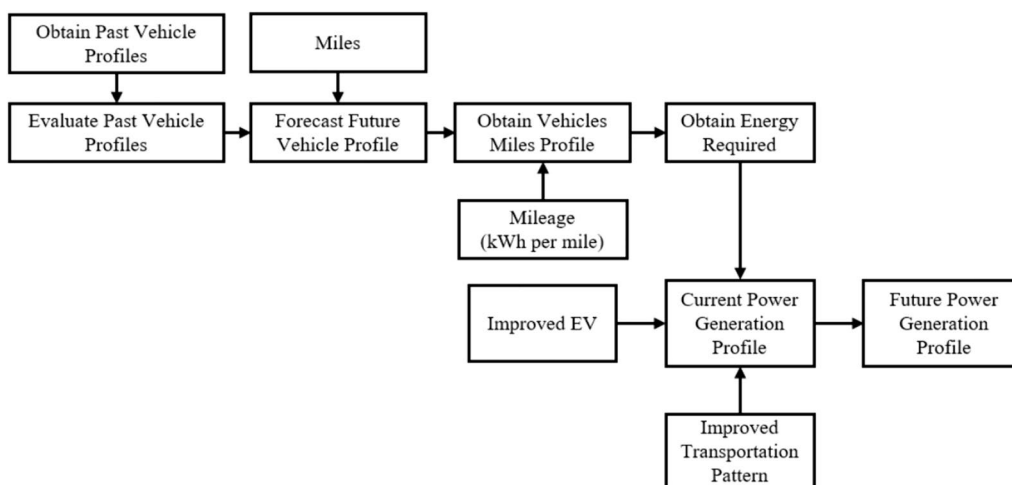 Obtain Past Vehicle
Profiles
Miles
Evaluate Past Vehicle
Profiles
Forecast Future
Vehicle Profile
Obtain Vehicles
Miles Profile
Obtain Energy
Required
Mileage
(kWh per mile)
Improved EV
Current Power
Generation
Profile
Future Power
Generation
Profile
Improved
Transportation
Pattern